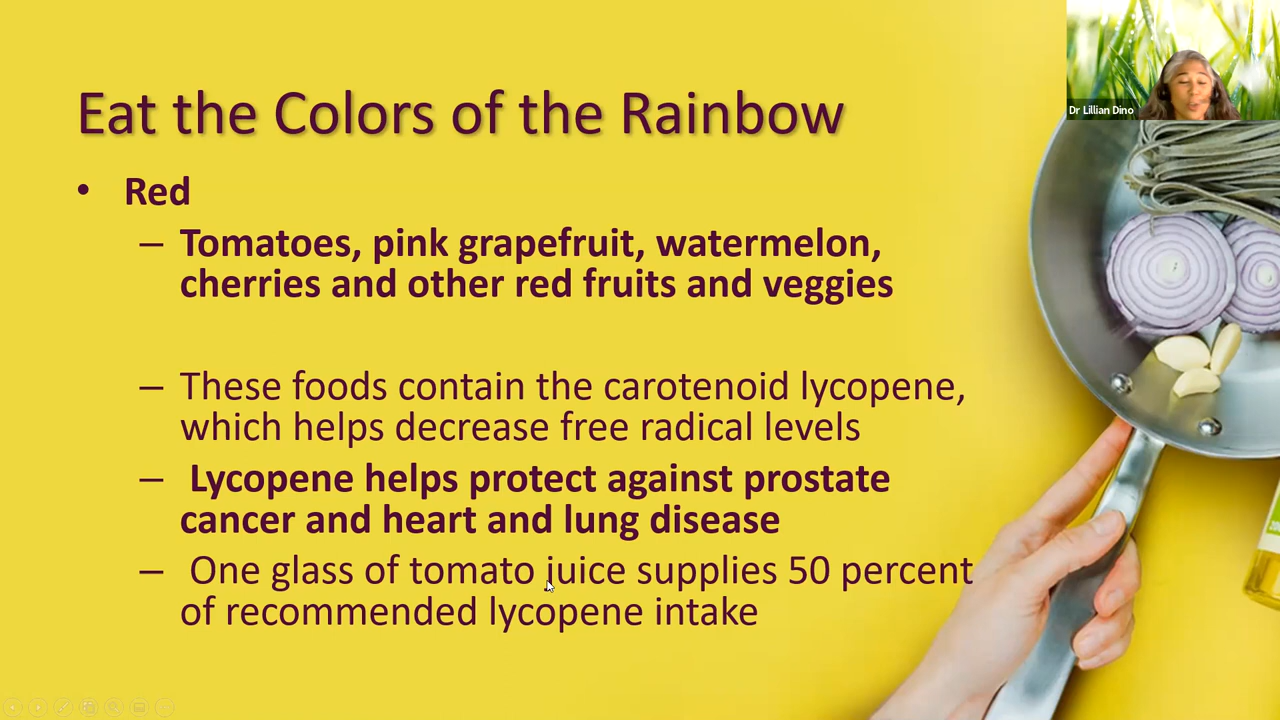 Dr Lillian Dino
Eat the Colors of the Rainbow
• Red
– Tomatoes, pink grapefruit, watermelon,
cherries and other red fruits and veggies
– These foods contain the carotenoid lycopene,
which helps decrease free radical levels
– Lycopene helps protect against prostate
cancer and heart and lung disease
– One glass of tomato juice supplies 50 percent
of recommended lycopene intake